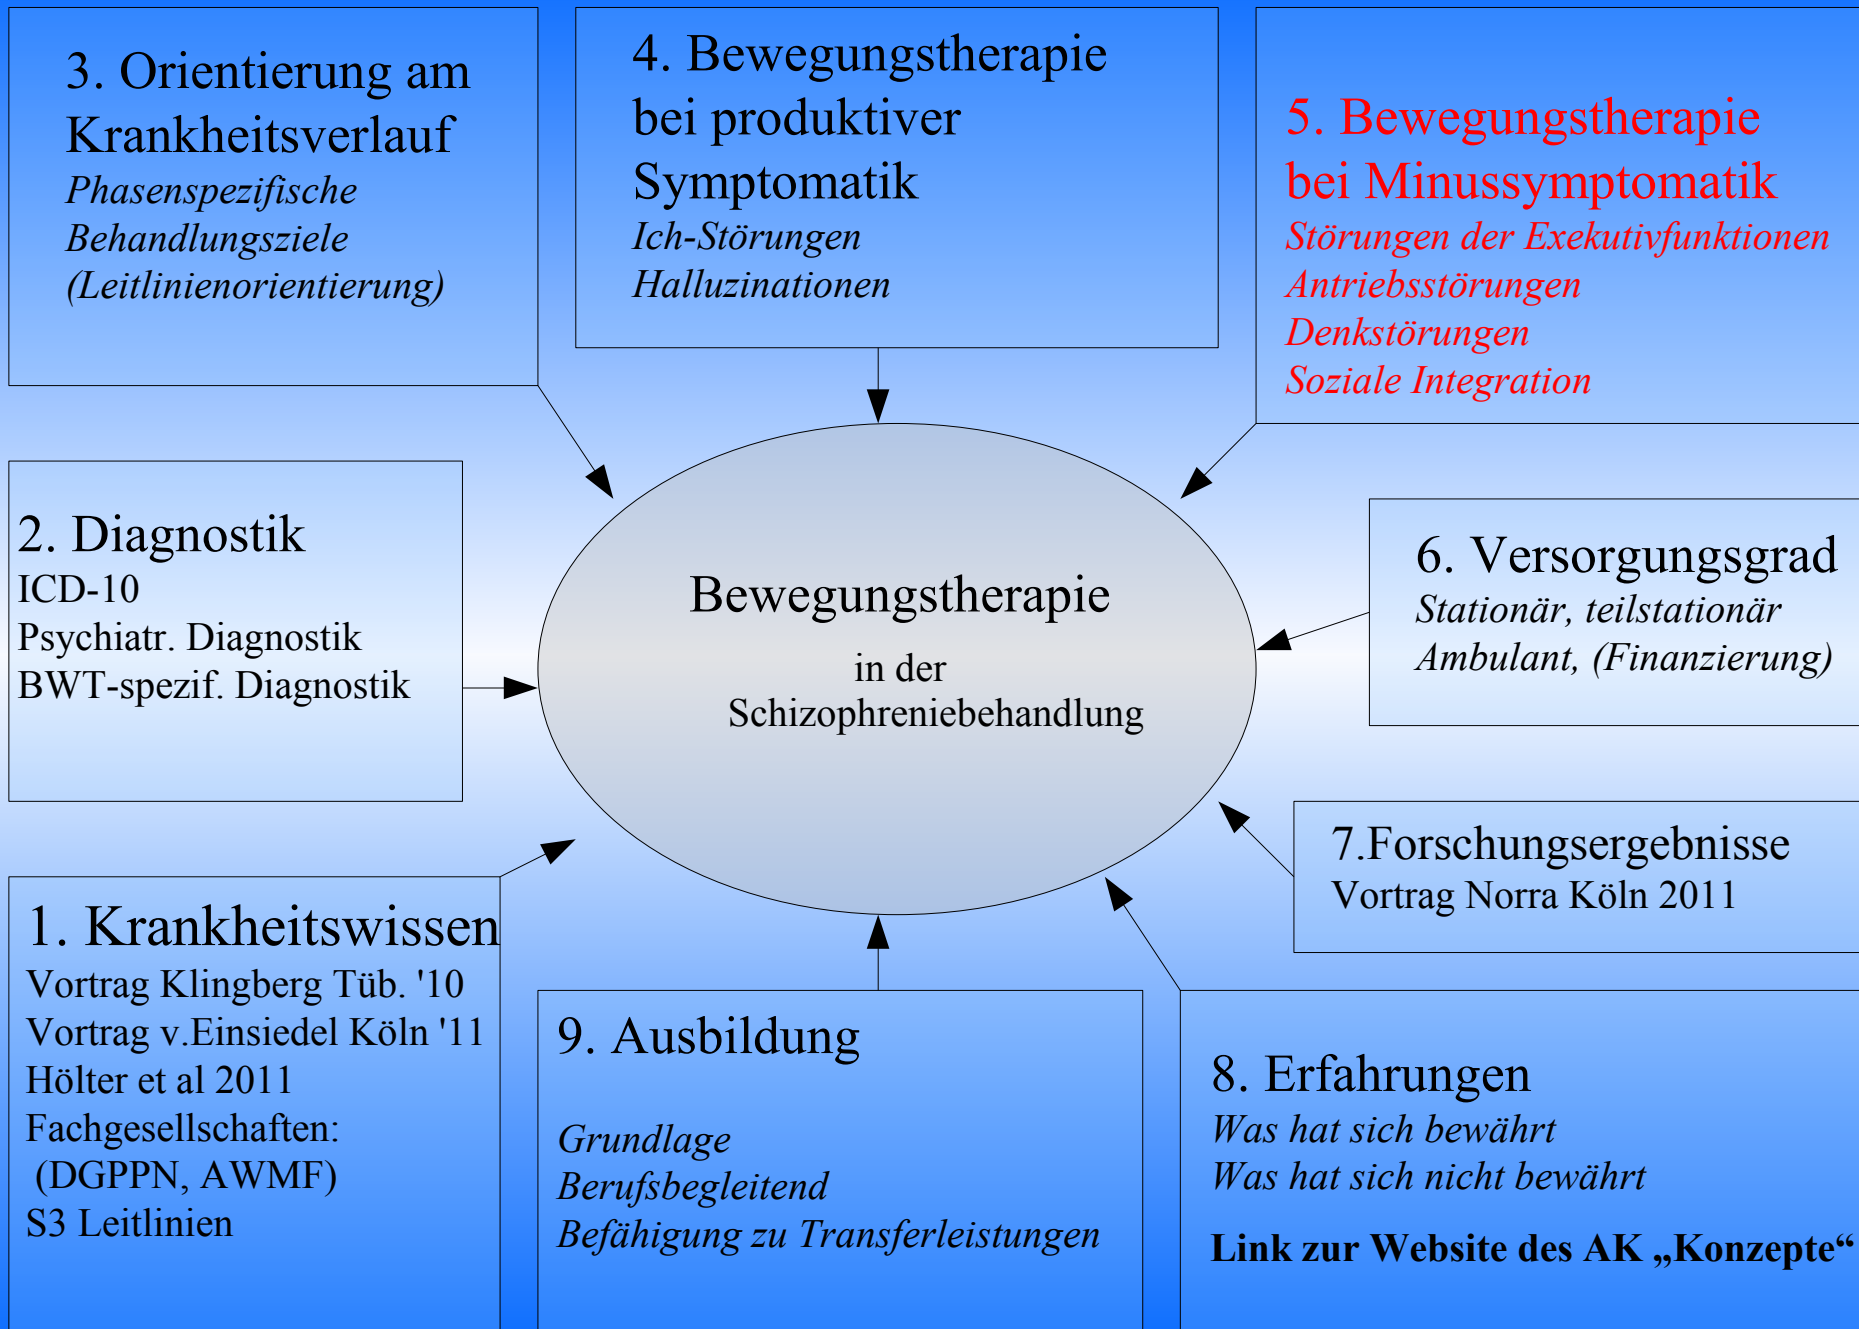 3. Orientierung am
Krankheitsverlauf
Phasenspezifische
Behandlungsziele
(Leitlinienorientierung)
4. Bewegungstherapie
bei produktiver
Symptomatik
Ich-Störungen
Halluzinationen
5. Bewegungstherapie
bei Minussymptomatik
Störungen der Exekutivfunktionen
Antriebsstörungen
Denkstörungen
Soziale Integration
2. Diagnostik
ICD-10
Psychiatr. Diagnostik
BWT-spezif. Diagnostik
Bewegungstherapie
in der
Schizophreniebehandlung
6. Versorgungsgrad
Stationär, teilstationär
Ambulant, (Finanzierung)
7.Forschungsergebnisse
Vortrag Norra Köln 2011
1. Krankheitswissen
Vortrag Klingberg Tüb. '10
Vortrag v.Einsiedel Köln '11
Hölter et al 2011
Fachgesellschaften:
(DGPPN, AWMF)
S3 Leitlinien
9. Ausbildung
Grundlage
Berufsbegleitend
Befähigung zu Transferleistungen
8. Erfahrungen
Was hat sich bewährt
Was hat sich nicht bewährt
Link zur Website des AK „Konzepte“